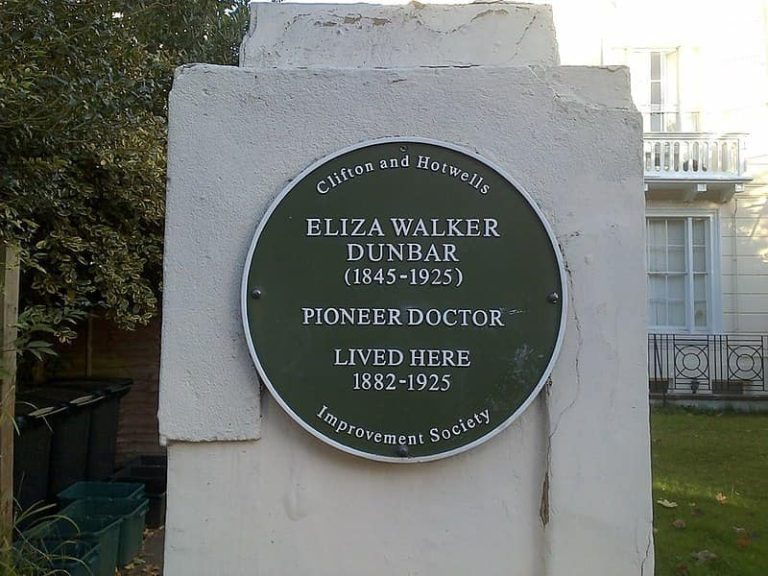 Clifton and Hotwells
ELIZA WALKER
DUNBAR
(1845-1925)
PIONEER DOCTOR
LIVED HERE
1882-1925
Improvement Society